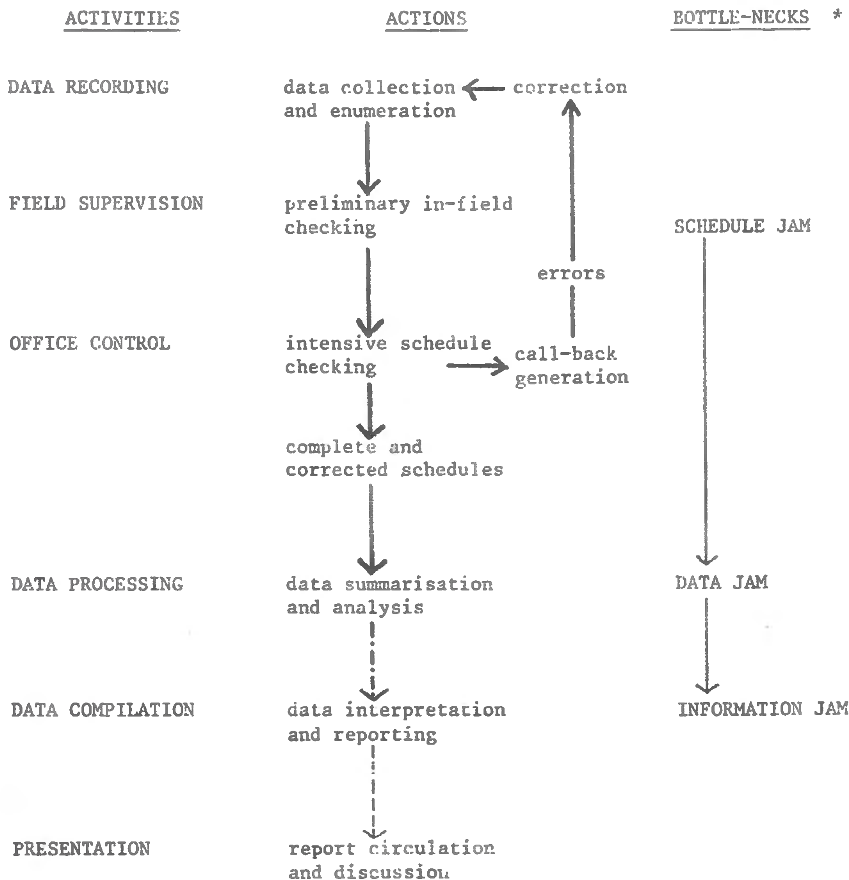 ACTIVITIES ACTIONS BOTTLE-NECKS *
DATA RECORDING data collection correction
and enumeration
FIELD SUPERVISION preliminary in-field
checking SCHEDULE JAM
errors
OFFICE CONTROL intensive schedule call-back
checking generation
complete and
corrected schedules
DATA PROCESSING data summarisation DATA JAM
and analysis
DATA COMPILATION data interpretation INFORMATION JAM
and reporting
PRESENTATION report circulation
and discussion